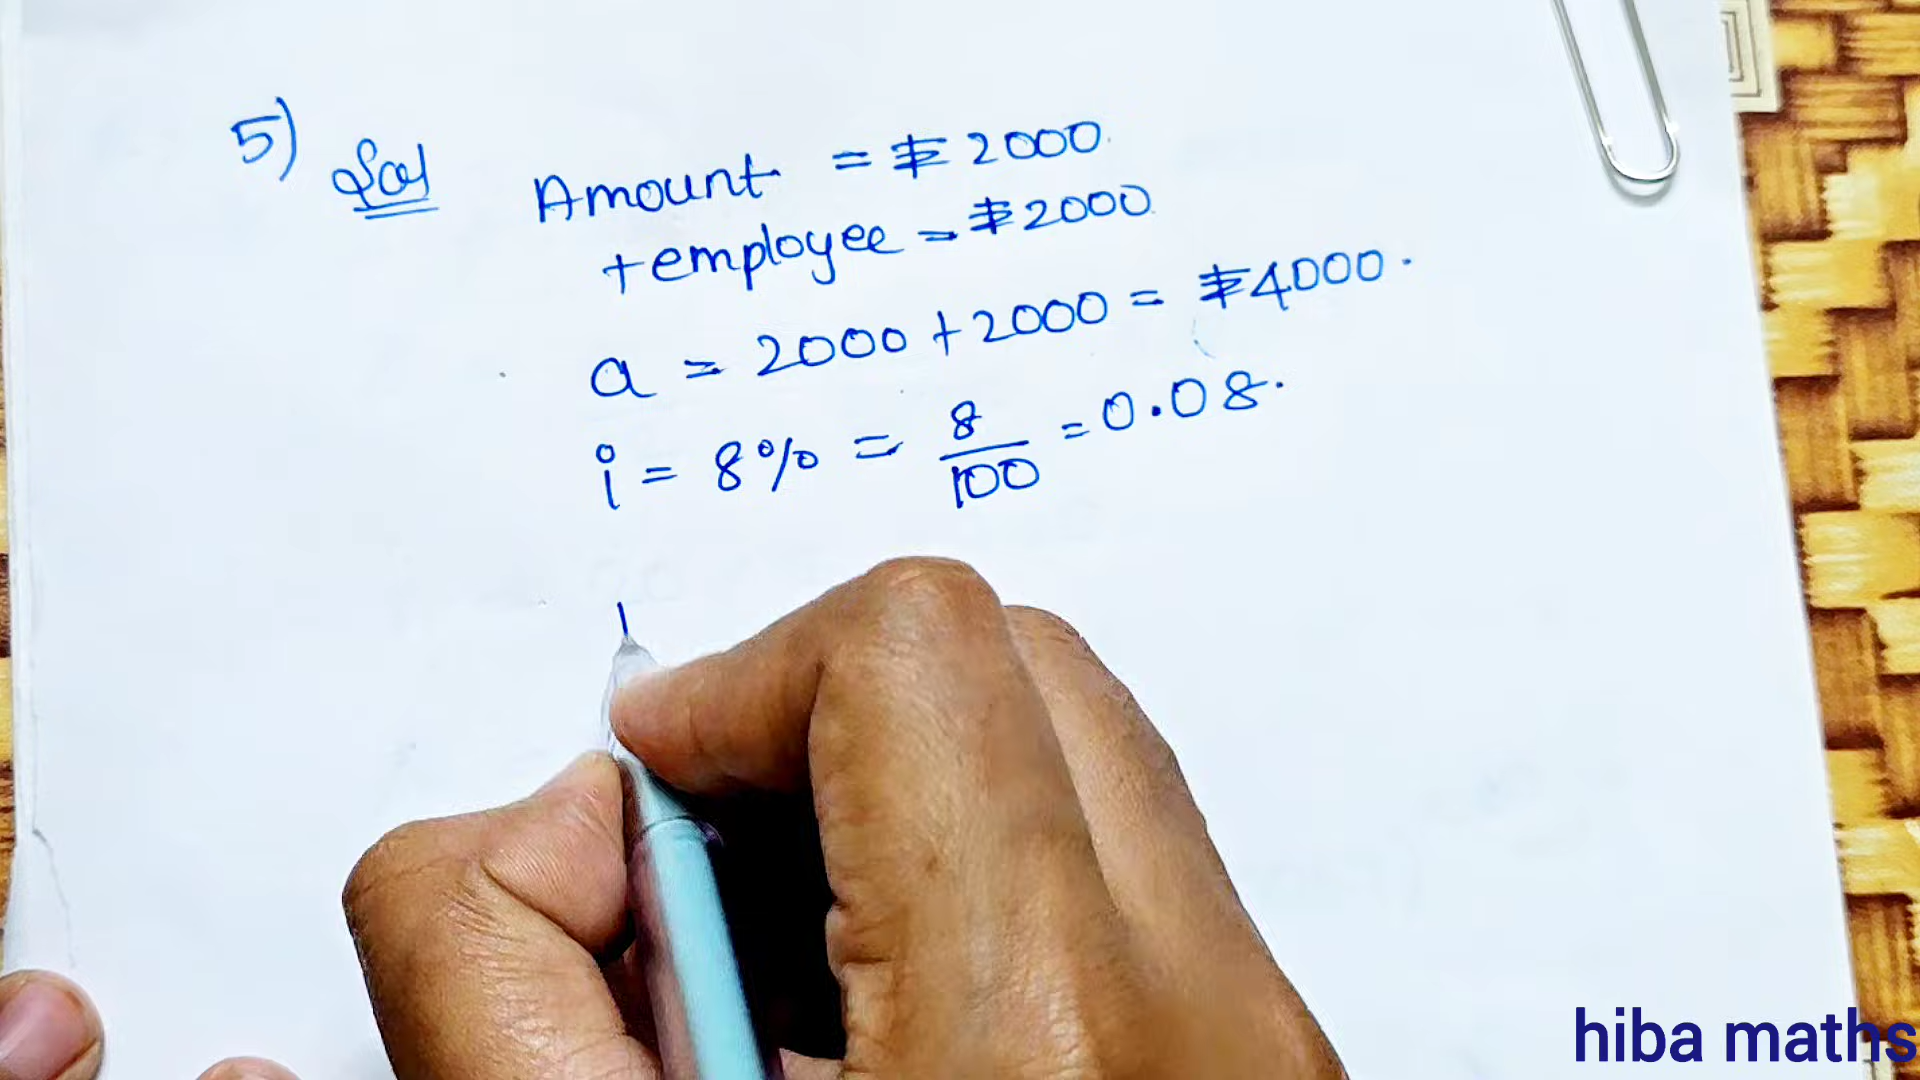 5) Sol Amount = ₹ 2000.
+ employee = ₹2000.
a = 2000 + 2000 = ₹4000.
i = 8% = 8/100 = 0.08.
hiba maths